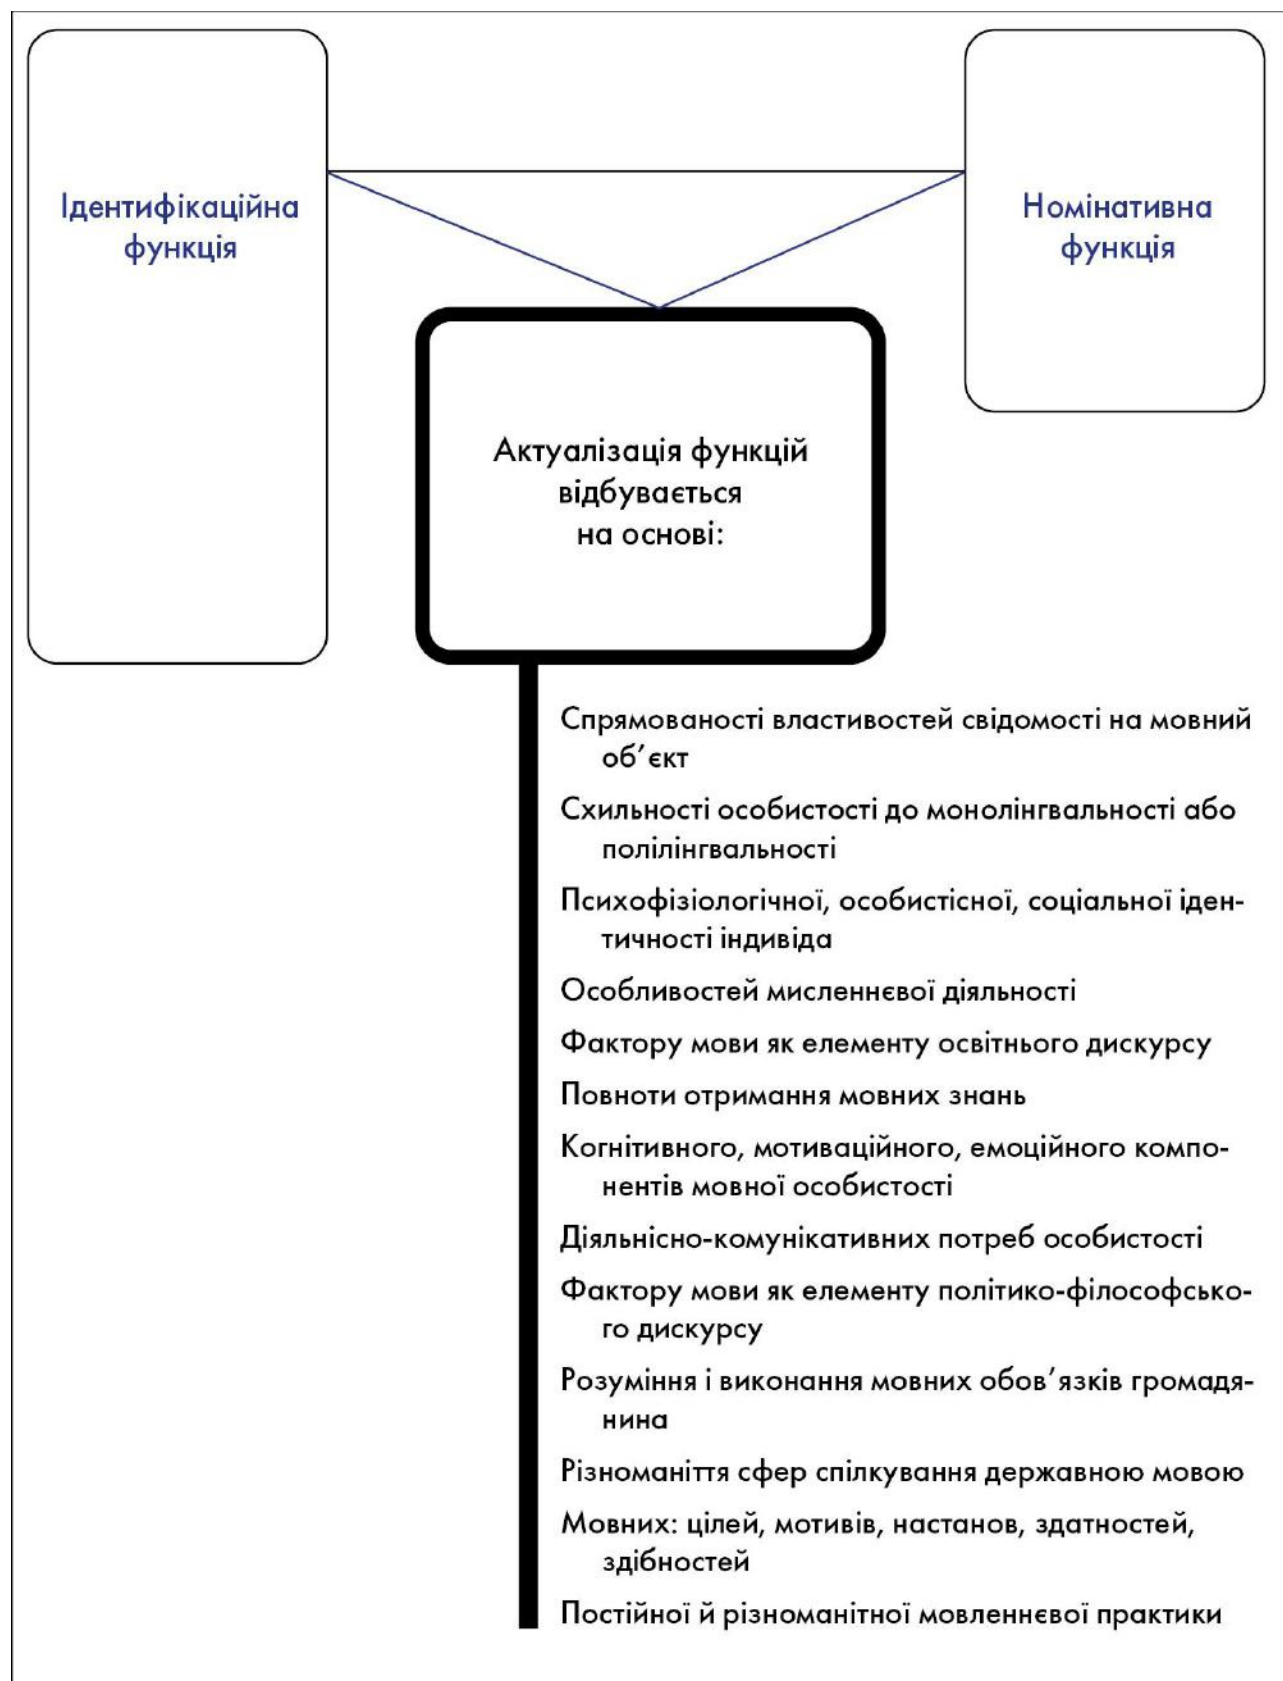 Ідентифікаційна
функція
Номінативна
функція
Актуалізація функцій
відбувається
на основі:
Спрямованості властивостей свідомості на мовний
об’єкт
Схильності особистості до монолінгвальності або
полілінгвальності
Психофізіологічної, особистісної, соціальної іден-
тичності індивіда
Особливостей мисленнєвої діяльності
Фактору мови як елементу освітнього дискурсу
Повноти отримання мовних знань
Когнітивного, мотиваційного, емоційного компо-
нентів мовної особистості
Діяльнісно-комунікативних потреб особистості
Фактору мови як елементу політико-філософсько-
го дискурсу
Розуміння і виконання мовних обов’язків громадя-
нина
Різноманіття сфер спілкування державною мовою
Мовних: цілей, мотивів, настанов, здатностей,
здібностей
Постійної й різноманітної мовленнєвої практики